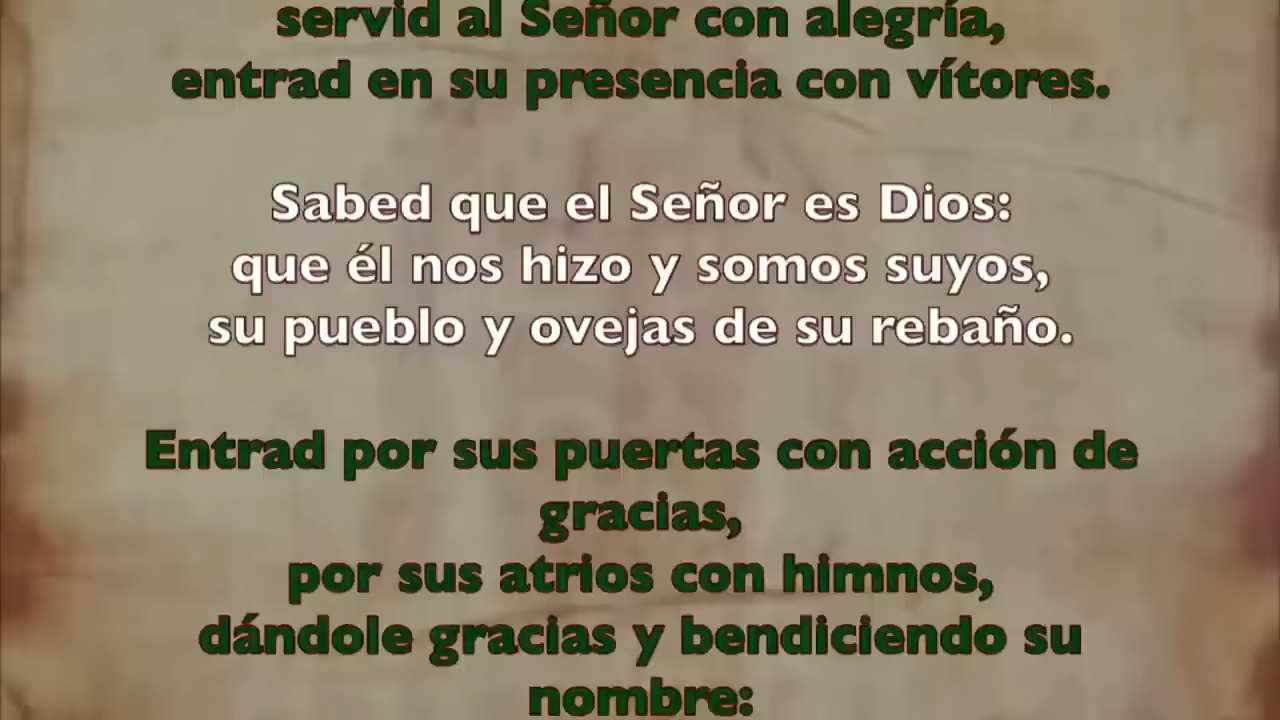 servid al Señor con alegría,
entrad en su presencia con vítores.
Sabed que el Señor es Dios:
que él nos hizo y somos suyos,
su pueblo y ovejas de su rebaño.
Entrad por sus puertas con acción de
gracias,
por sus atrios con himnos,
dándole gracias y bendiciendo su
nombre: